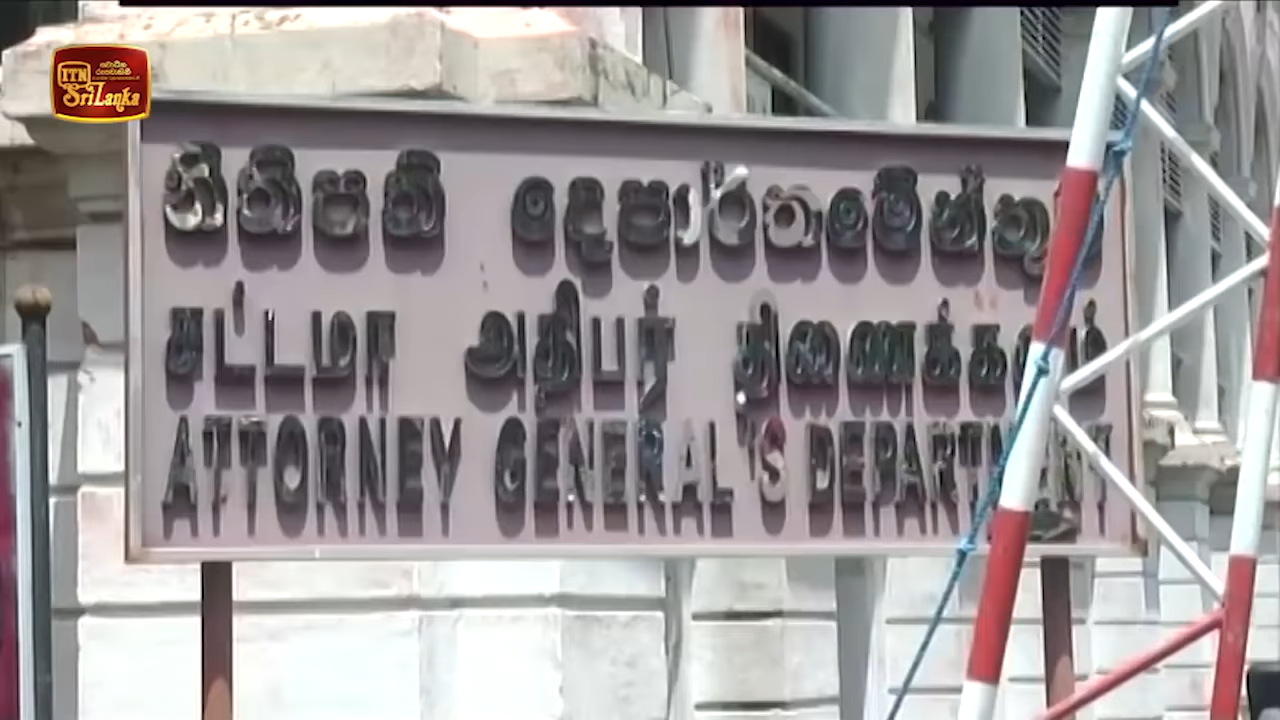 ITN
Sri Lanka
නීතිපති දෙපාර්තමේන්තුව
சட்டமா அதிபர் திணைக்களம்
ATTORNEY GENERAL'S DEPARTMENT